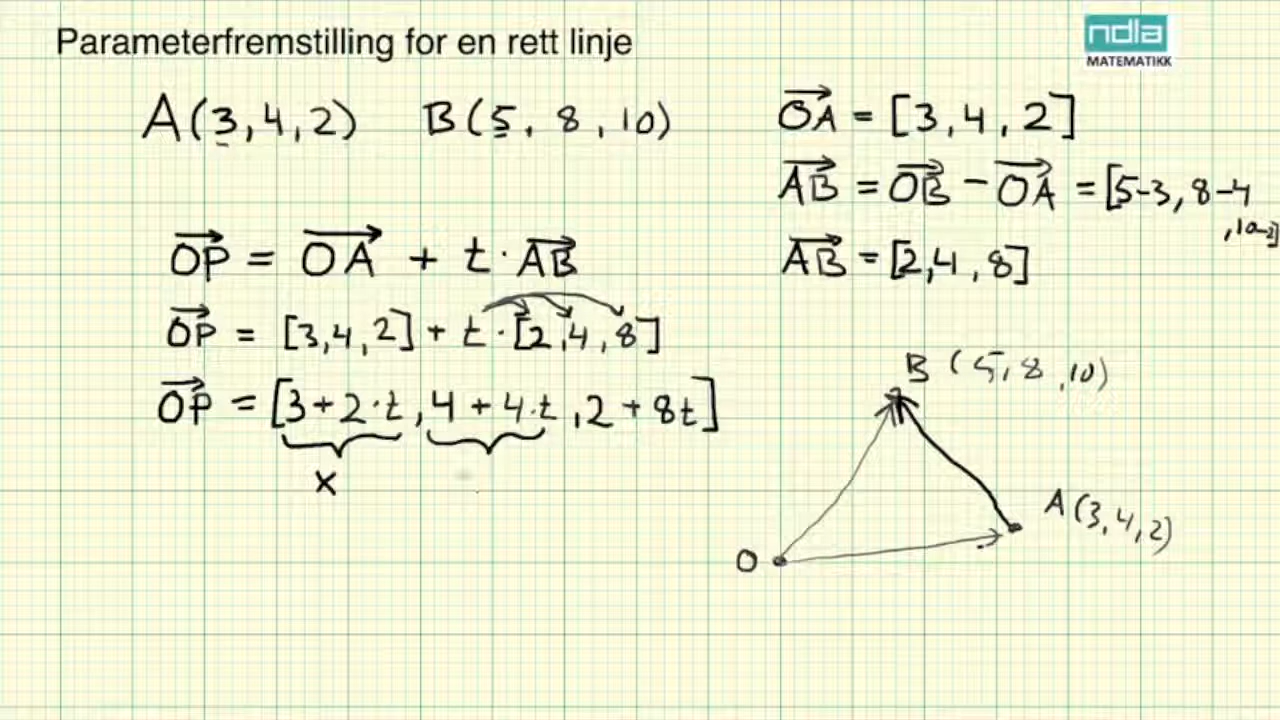 Parameterfremstilling for en rett linje
ndla
MATEMATIKK
A(3,4,2) B(5,8,10)
OA = [3,4,2]
AB = OB - OA = [5-3, 8-4
,10-2]
AB = [2,4,8]
OP = OA + t · AB
OP = [3,4,2] + t · [2,4,8]
OP = [3+2·t, 4+4·t, 2+8t]
x
B (5,8,10)
A(3,4,2)
O